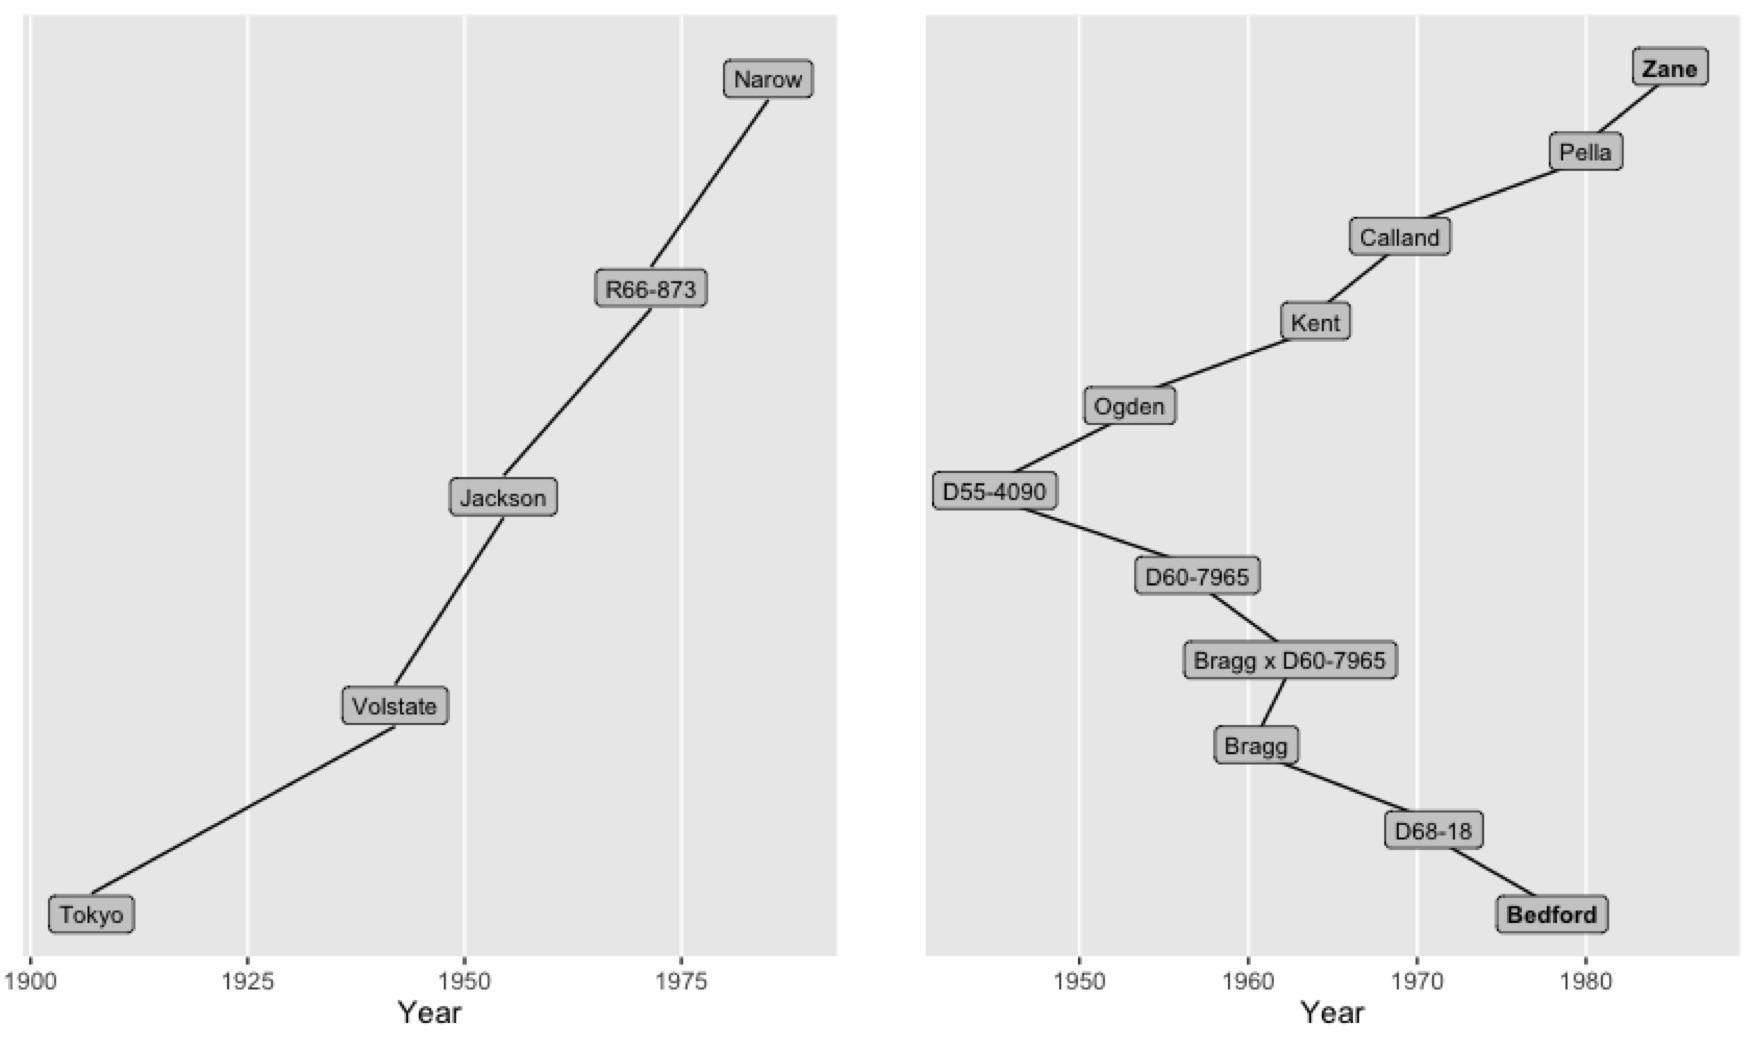 Narow
R66-873
Jackson
Volstate
Tokyo
1900 1925 1950 1975
Year
Zane
Pella
Calland
Kent
Ogden
D55-4090
D60-7965
Bragg x D60-7965
Bragg
D68-18
Bedford
1950 1960 1970 1980
Year